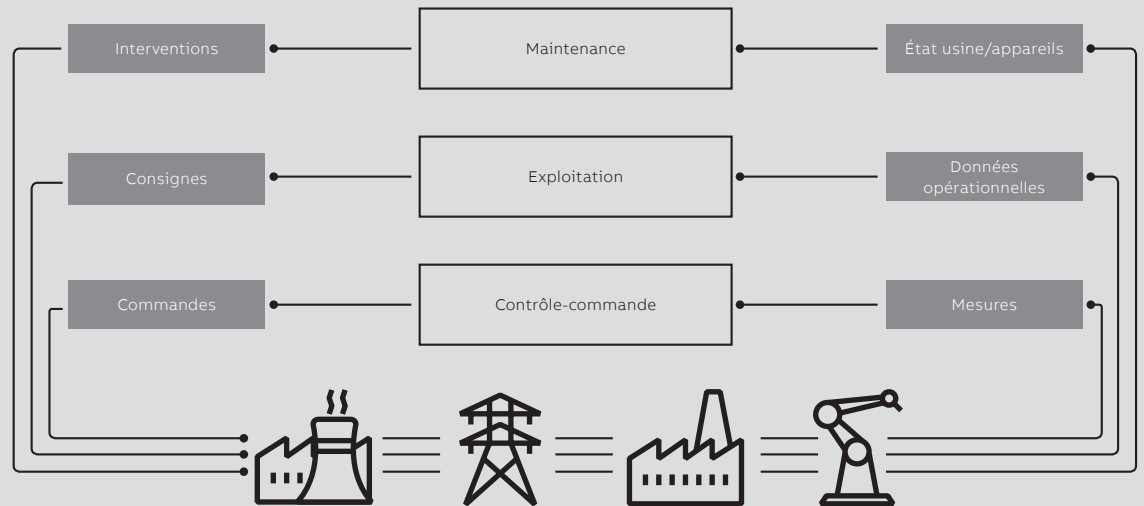 Interventions
Maintenance
État usine/appareils
Consignes
Exploitation
Données
opérationnelles
Commandes
Contrôle-commande
Mesures